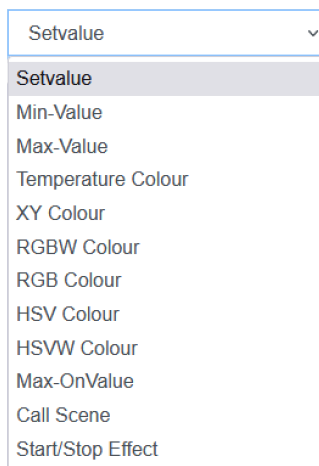 Setvalue
Setvalue
Min-Value
Max-Value
Temperature Colour
XY Colour
RGBW Colour
RGB Colour
HSV Colour
HSVW Colour
Max-OnValue
Call Scene
Start/Stop Effect